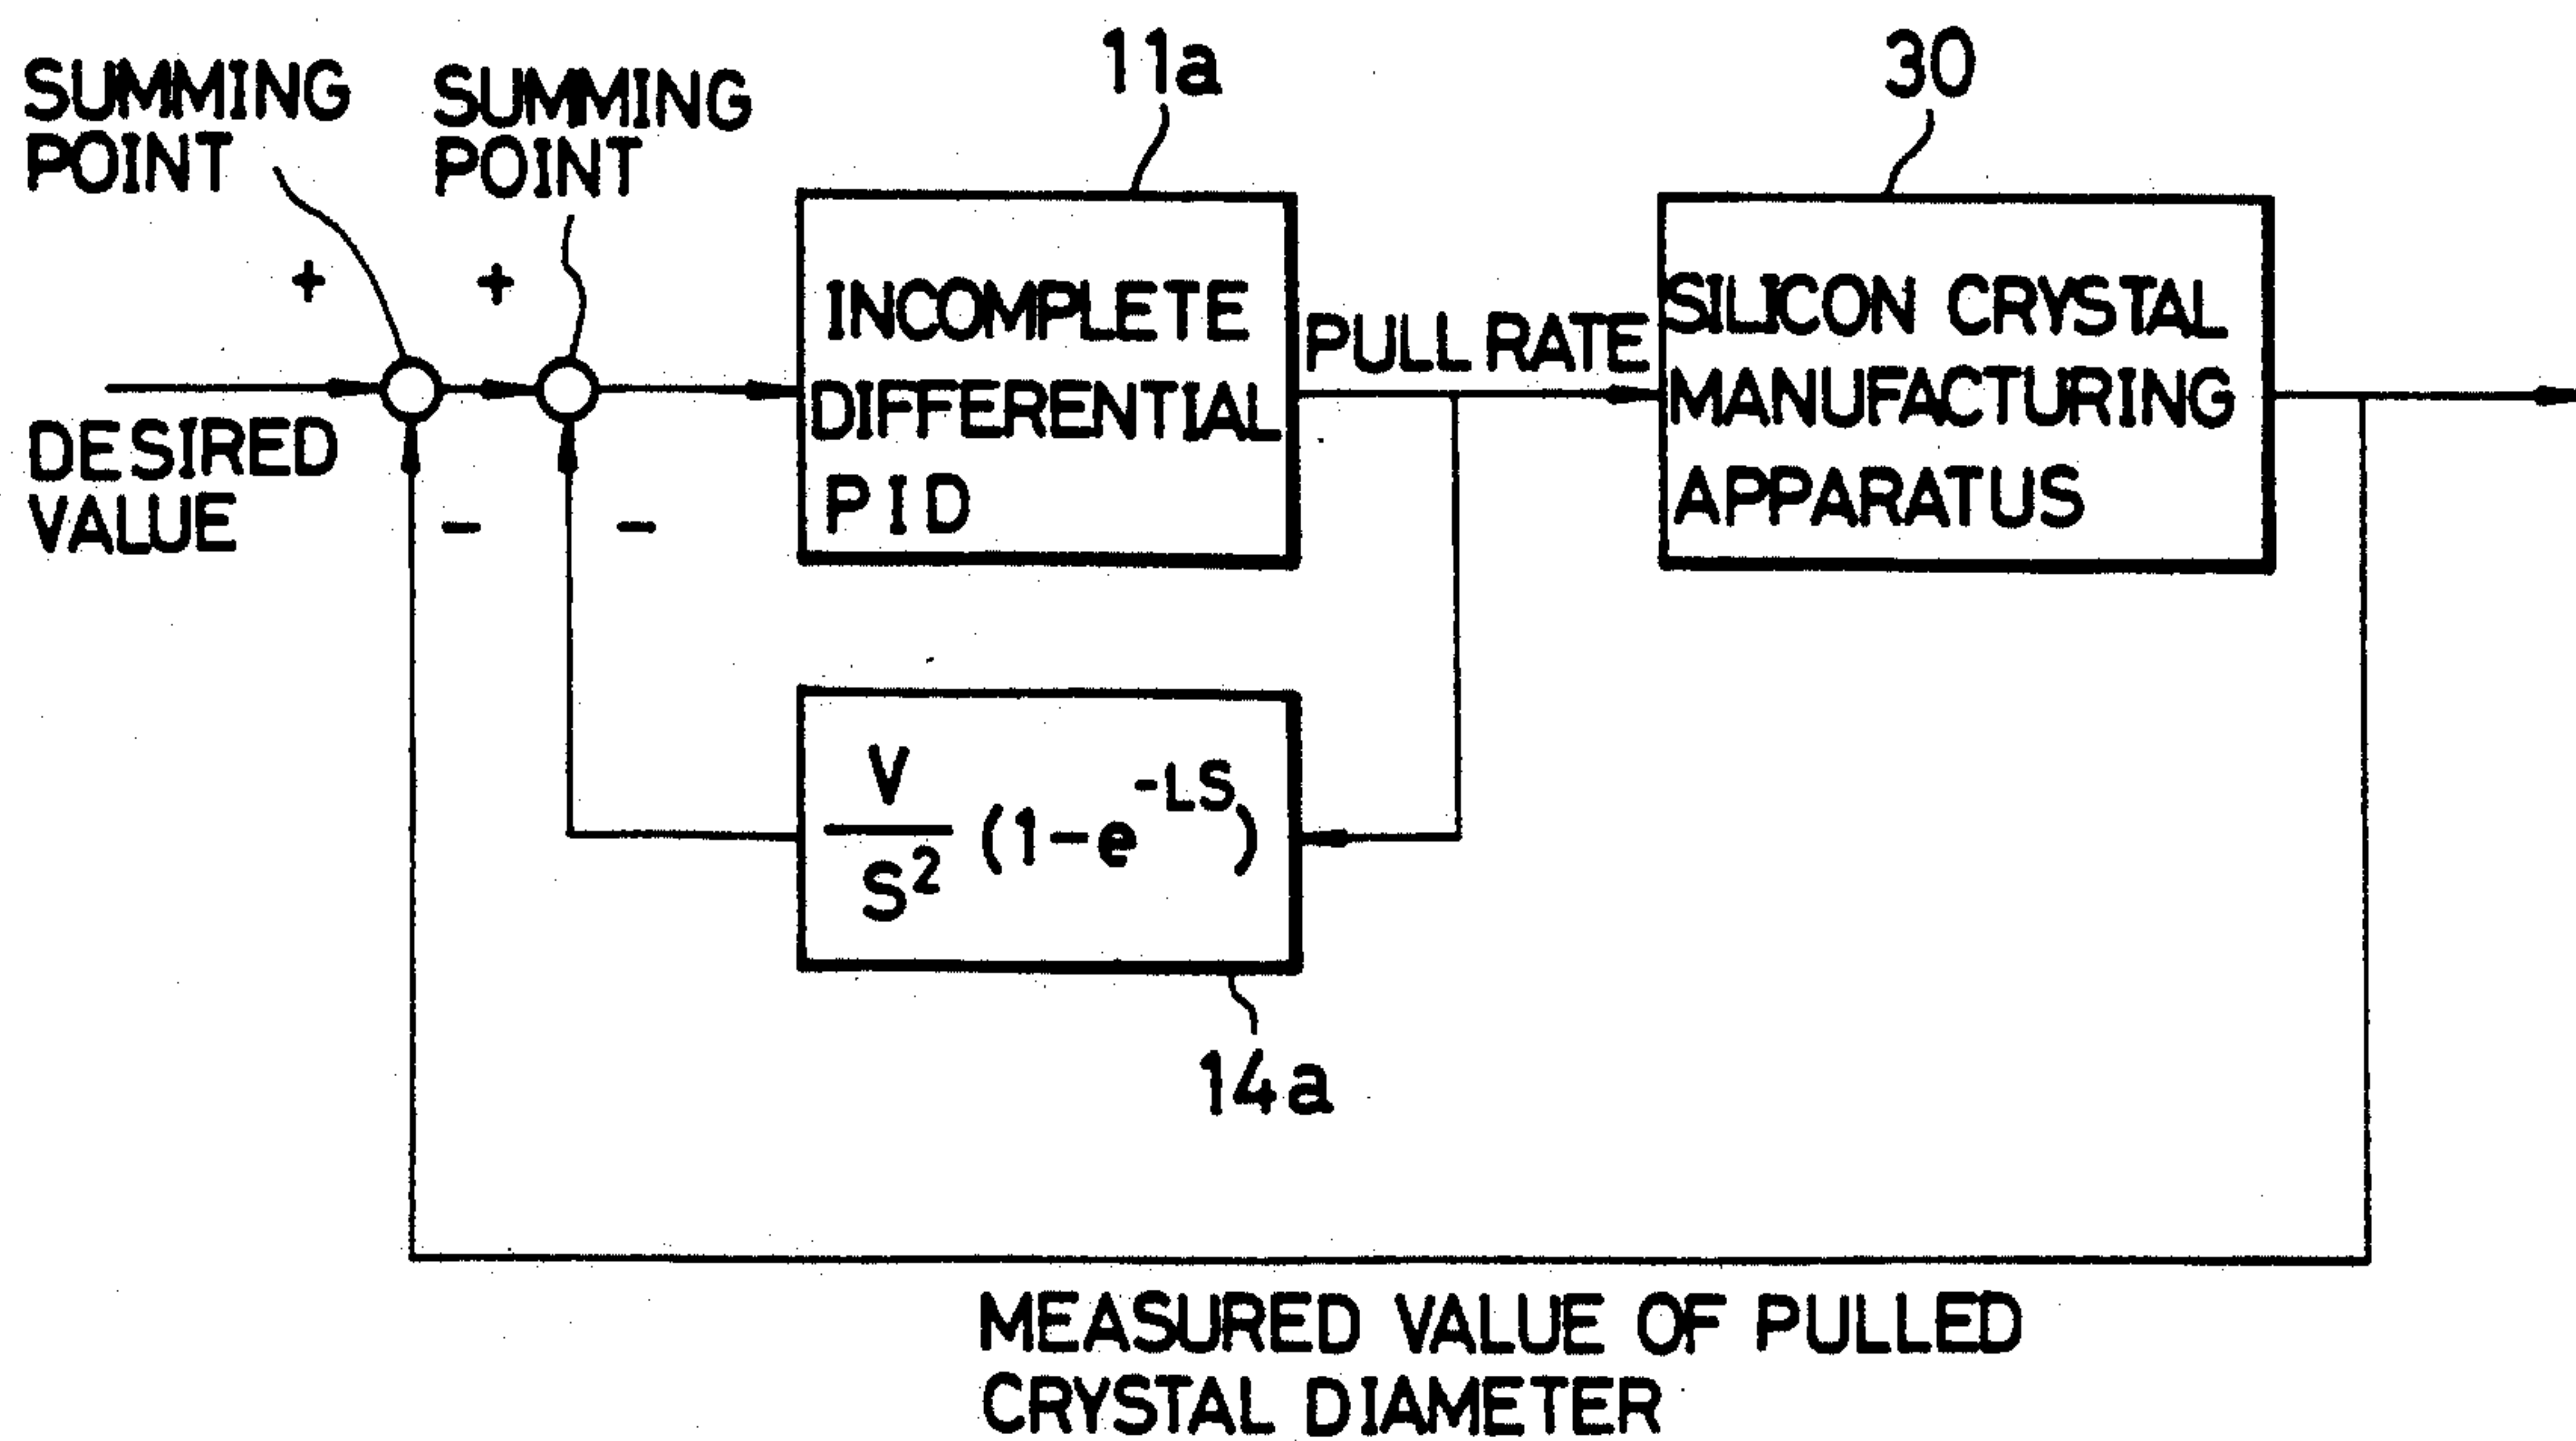 SUMMING
POINT
SUMMING
POINT
11a
30
+
+
DESIRED
VALUE
-
-
INCOMPLETE
DIFFERENTIAL
PID
PULL RATE
SILICON CRYSTAL
MANUFACTURING
APPARATUS
V/S² (1-e^-LS)
14a
MEASURED VALUE OF PULLED
CRYSTAL DIAMETER